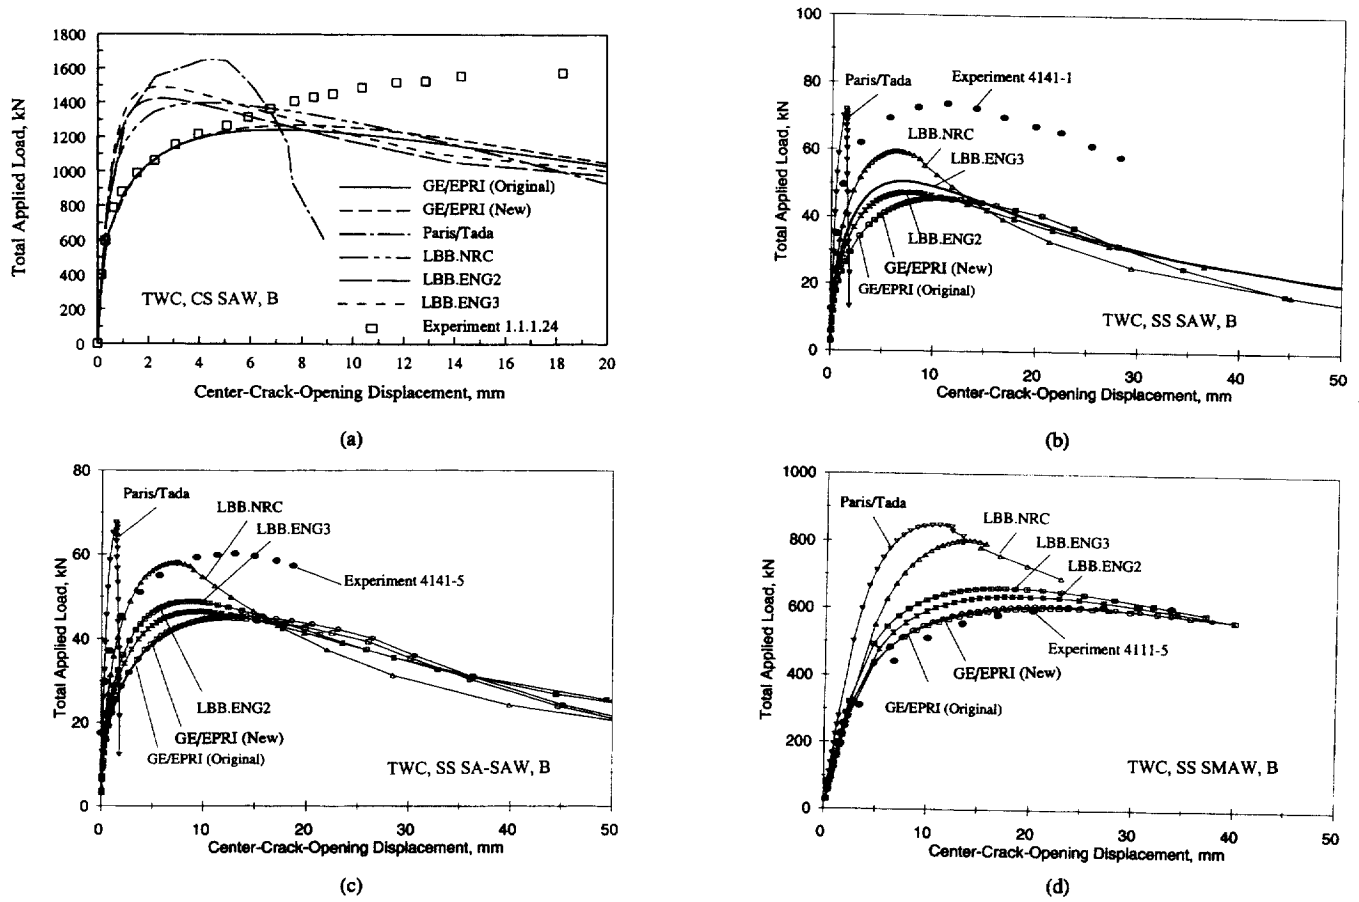 Total Applied Load, kN
1800
1600
1400
1200
1000
800
600
400
200
0
GE/EPRI (Original)
GE/EPRI (New)
Paris/Tada
LBB.NRC
LBB.ENG2
LBB.ENG3
Experiment 1.1.1.24
TWC, CS SAW, B
0 2 4 6 8 10 12 14 16 18 20
Center-Crack-Opening Displacement, mm
(a)
Total Applied Load, kN
100
80
60
40
20
0
Paris/Tada
Experiment 4141-1
LBB.NRC
LBB.ENG3
LBB.ENG2
GE/EPRI (New)
GE/EPRI (Original)
TWC, SS SAW, B
0 10 20 30 40 50
Center-Crack-Opening Displacement, mm
(b)
Total Applied Load, kN
80
60
40
20
0
Paris/Tada
LBB.NRC
LBB.ENG3
Experiment 4141-5
LBB.ENG2
GE/EPRI (New)
GE/EPRI (Original)
TWC, SS SA-SAW, B
0 10 20 30 40 50
Center-Crack-Opening Displacement, mm
(c)
Total Applied Load, kN
1000
800
600
400
200
0
Paris/Tada
LBB.NRC
LBB.ENG3
LBB.ENG2
Experiment 4111-5
GE/EPRI (New)
GE/EPRI (Original)
TWC, SS SMAW, B
0 10 20 30 40 50
Center-Crack-Opening Displacement, mm
(d)